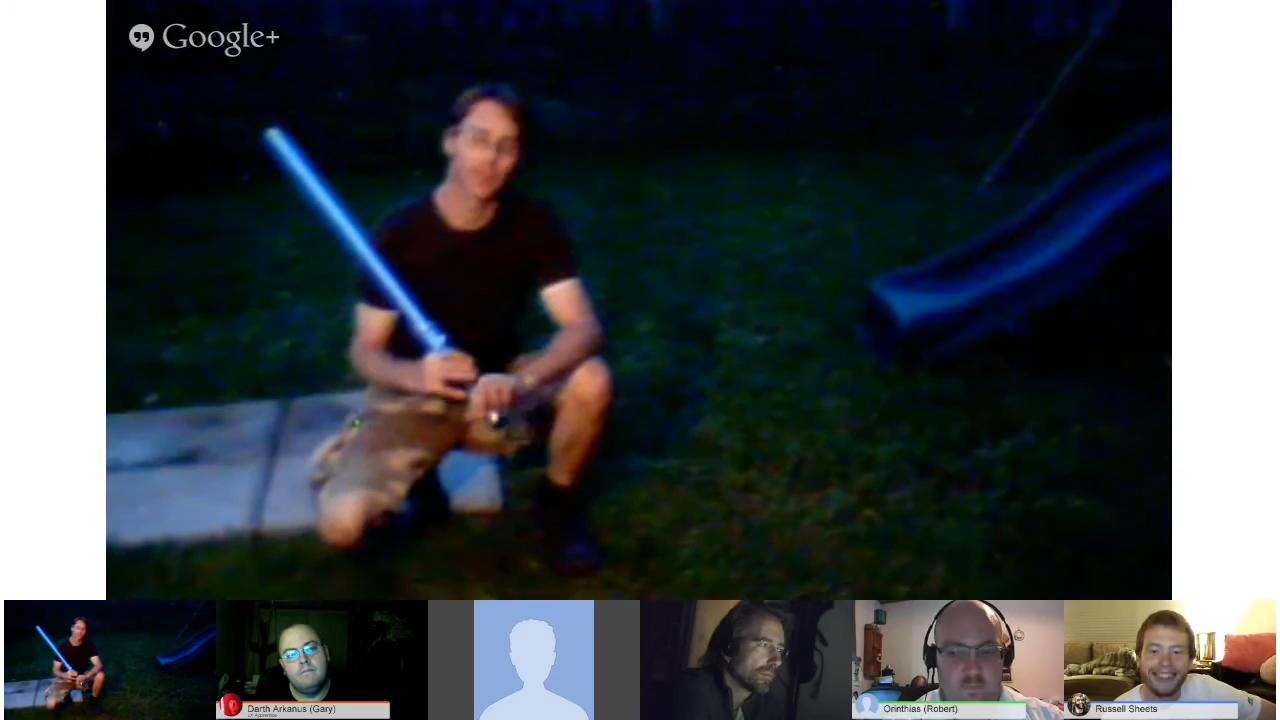 Google+
Darth Arkanus (Gary)
Orinthias (Robert)
Russell Sheets